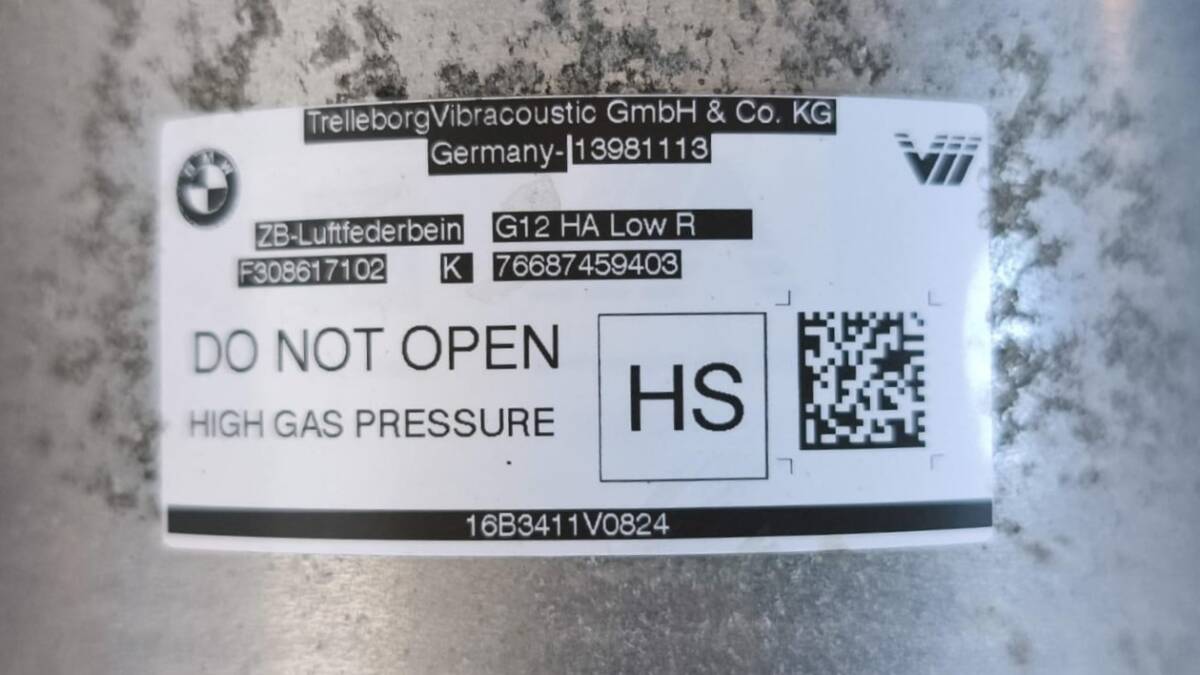 TrelleborgVibracoustic GmbH & Co. KG
Germany- 13981113
BMW
ZB-Luftfederbein G12 HA Low R
F308617102 K 76687459403
DO NOT OPEN
HIGH GAS PRESSURE
HS
16B3411V0824